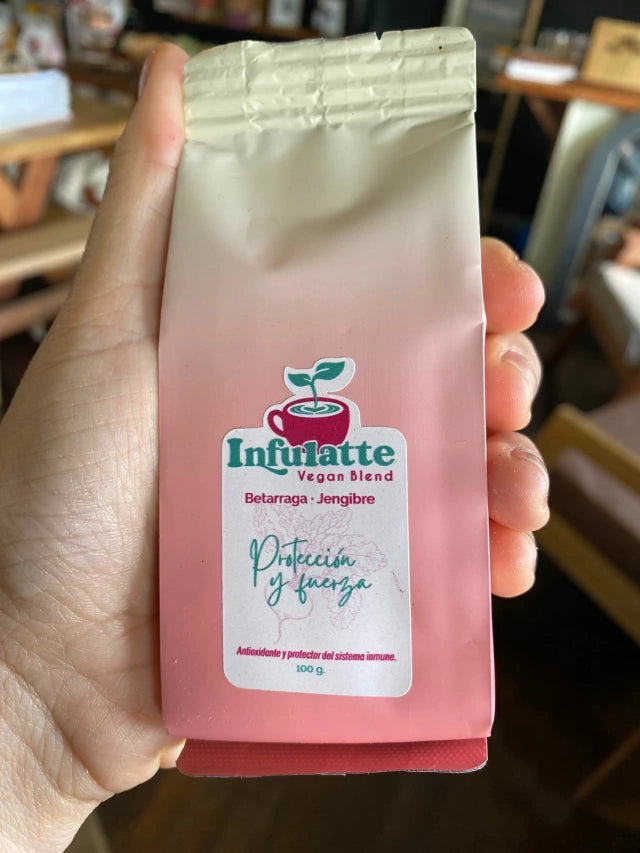 Infulatte
Vegan Blend
Betarraga · Jengibre
Protección
y fuerza
Antioxidante y protector del sistema inmune.
100 g.